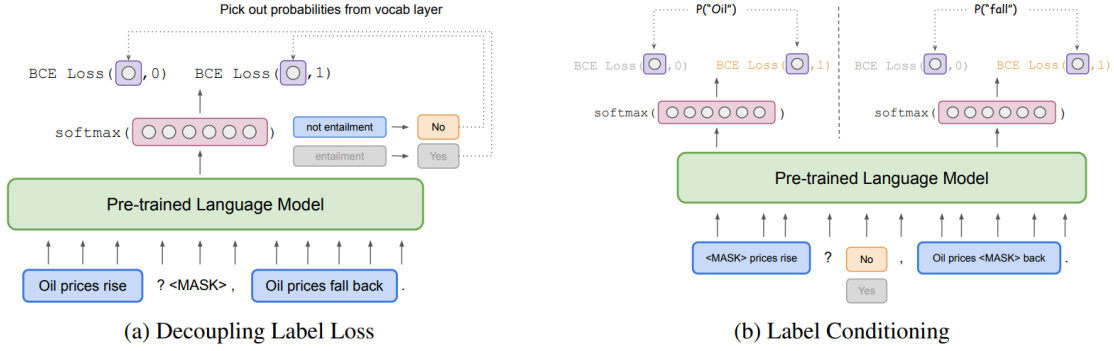 Pick out probabilities from vocab layer
BCE Loss( ,0) BCE Loss( ,1)
softmax( )
not entailment No
entailment Yes
Pre-trained Language Model
Oil prices rise ? <MASK> , Oil prices fall back .
(a) Decoupling Label Loss
P("Oil") P("fall")
BCE Loss( ,0) BCE Loss( ,1) BCE Loss( ,0) BCE Loss( ,1)
softmax( ) softmax( )
Pre-trained Language Model
<MASK> prices rise ? No , Oil prices <MASK> back .
Yes
(b) Label Conditioning